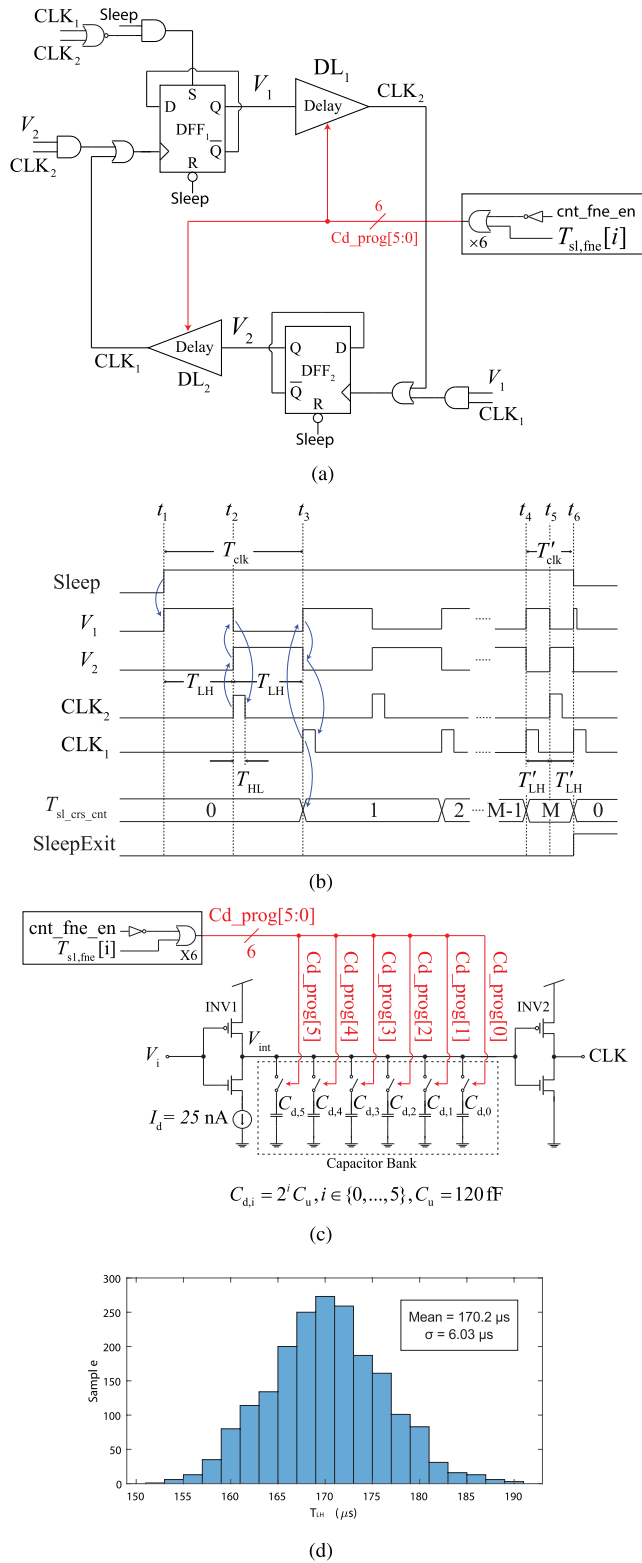 CLK1
CLK2
Sleep
S
D
Q
DFF1
Q̅
R
Sleep
V1
DL1
Delay
CLK2
V2
CLK2
6
Cd_prog[5:0]
cnt_fne_en
×6
Tsl,fne[i]
CLK1
Delay
DL2
V2
Q
D
DFF2
Q̅
R
Sleep
V1
CLK1
(a)
t1 t2 t3 t4 t5 t6
Tclk T′clk
Sleep
V1
V2
TLH TLH
CLK2
CLK1
THL T′LH T′LH
Tsl_crs_cnt 0 1 2 ····· M-1 M 0
SleepExit
(b)
cnt_fne_en
Tsl,fne[i]
X6
Cd_prog[5:0]
6
Cd_prog[5]
Cd_prog[4]
Cd_prog[3]
Cd_prog[2]
Cd_prog[1]
Cd_prog[0]
INV1
INV2
Vi
Vint
CLK
Id = 25 nA
Cd,5 Cd,4 Cd,3 Cd,2 Cd,1 Cd,0
Capacitor Bank
Cd,i = 2^i Cu, i ∈ {0,...,5}, Cu = 120 fF
(c)
300
250
200
150
100
50
0
Sample
Mean = 170.2 μs
σ = 6.03 μs
150 155 160 165 170 175 180 185 190
TLH (μs)
(d)